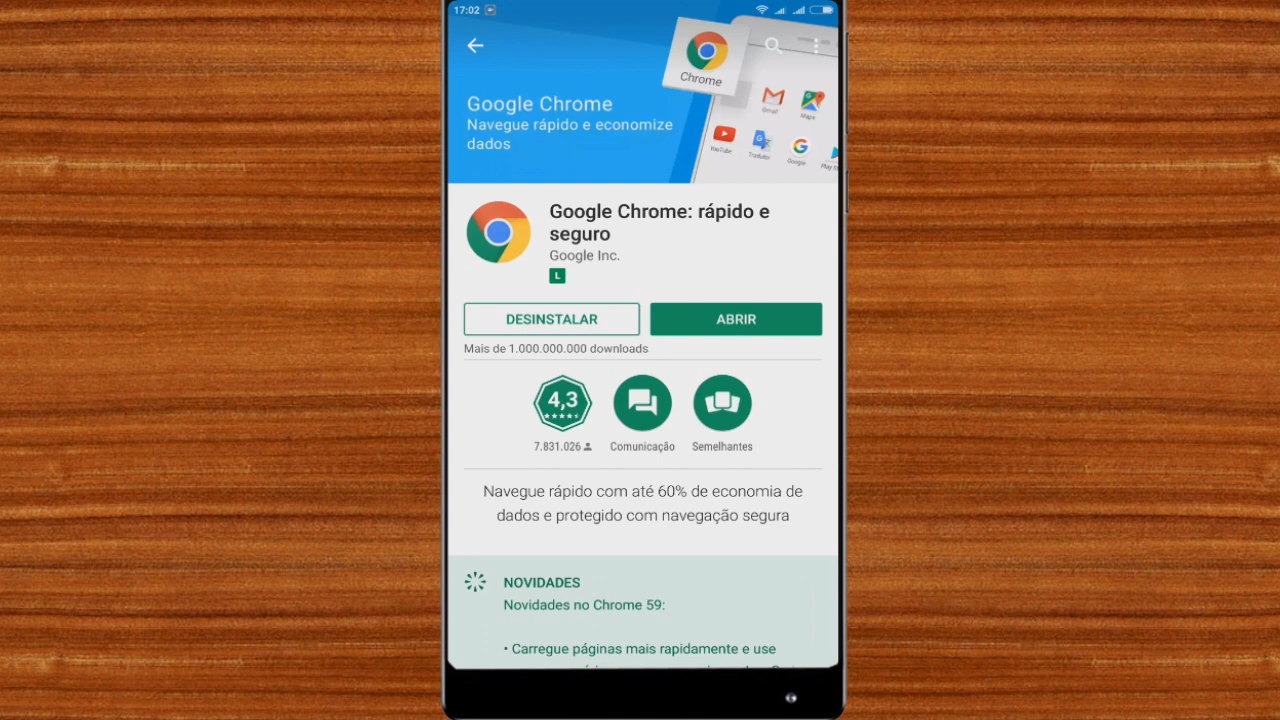 17:02
Chrome
Google Chrome
Navegue rápido e economize
dados
Gmail
Maps
YouTube
Tradutor
Google
Google Chrome: rápido e
seguro
Google Inc.
L
DESINSTALAR
ABRIR
Mais de 1.000.000.000 downloads
4,3
7.831.026
Comunicação
Semelhantes
Navegue rápido com até 60% de economia de
dados e protegido com navegação segura
NOVIDADES
Novidades no Chrome 59:
• Carregue páginas mais rapidamente e use